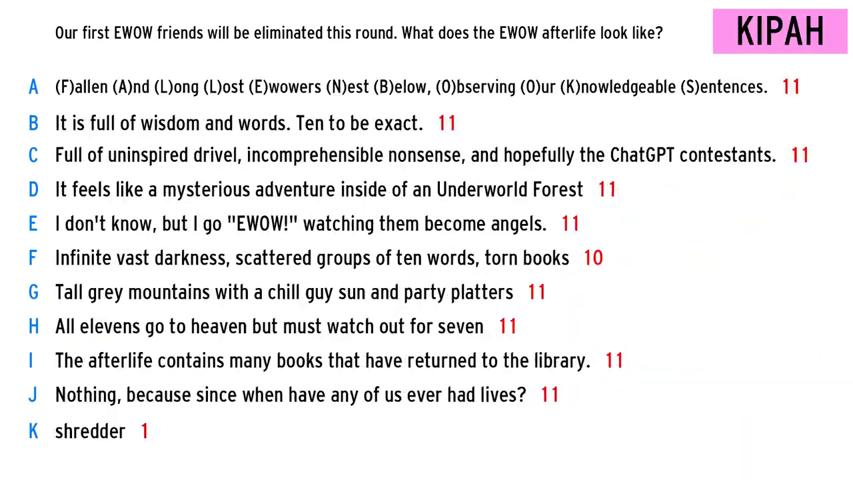 Our first EWOW friends will be eliminated this round. What does the EWOW afterlife look like?
KIPAH
A (F)allen (A)nd (L)ong (L)ost (E)wowers (N)est (B)elow, (O)bserving (O)ur (K)nowledgeable (S)entences. 11
B It is full of wisdom and words. Ten to be exact. 11
C Full of uninspired drivel, incomprehensible nonsense, and hopefully the ChatGPT contestants. 11
D It feels like a mysterious adventure inside of an Underworld Forest 11
E I don't know, but I go "EWOW!" watching them become angels. 11
F Infinite vast darkness, scattered groups of ten words, torn books 10
G Tall grey mountains with a chill guy sun and party platters 11
H All elevens go to heaven but must watch out for seven 11
I The afterlife contains many books that have returned to the library. 11
J Nothing, because since when have any of us ever had lives? 11
K shredder 1